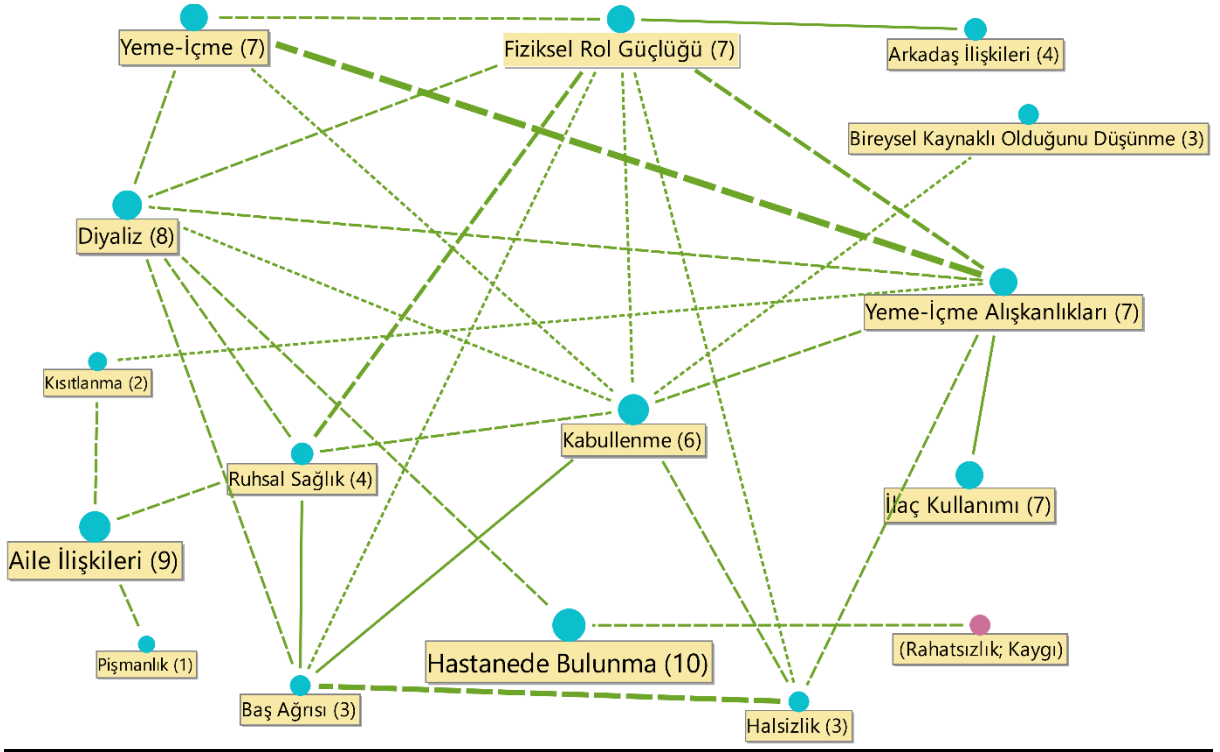 Yeme-İçme (7)
Fiziksel Rol Güçlüğü (7)
Arkadaş İlişkileri (4)
Bireysel Kaynaklı Olduğunu Düşünme (3)
Diyaliz (8)
Yeme-İçme Alışkanlıkları (7)
Kısıtlanma (2)
Kabullenme (6)
Ruhsal Sağlık (4)
İlaç Kullanımı (7)
Aile İlişkileri (9)
Pişmanlık (1)
Hastanede Bulunma (10)
(Rahatsızlık; Kaygı)
Baş Ağrısı (3)
Halsizlik (3)